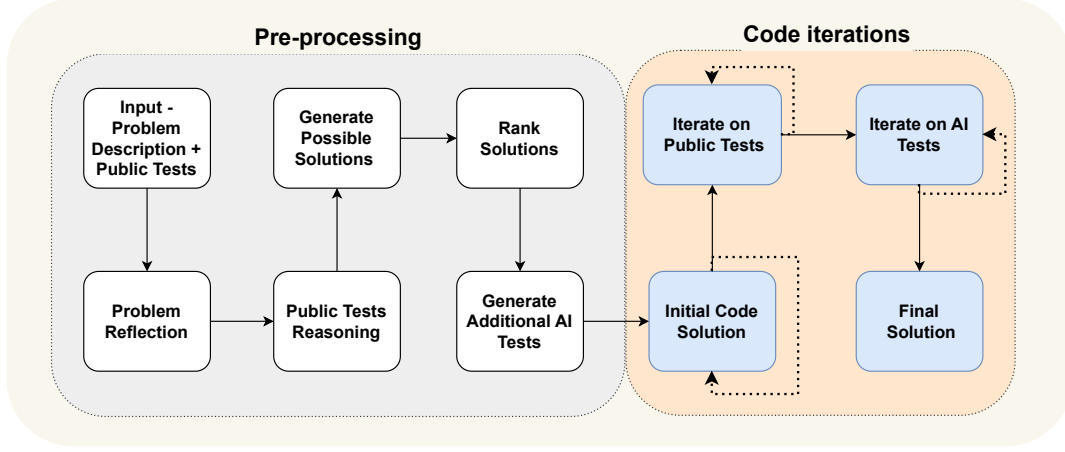 Pre-processing
Input -
Problem
Description +
Public Tests
Problem
Reflection
Public Tests
Reasoning
Generate
Possible
Solutions
Rank
Solutions
Generate
Additional AI
Tests
Code iterations
Initial Code
Solution
Iterate on
Public Tests
Iterate on AI
Tests
Final
Solution